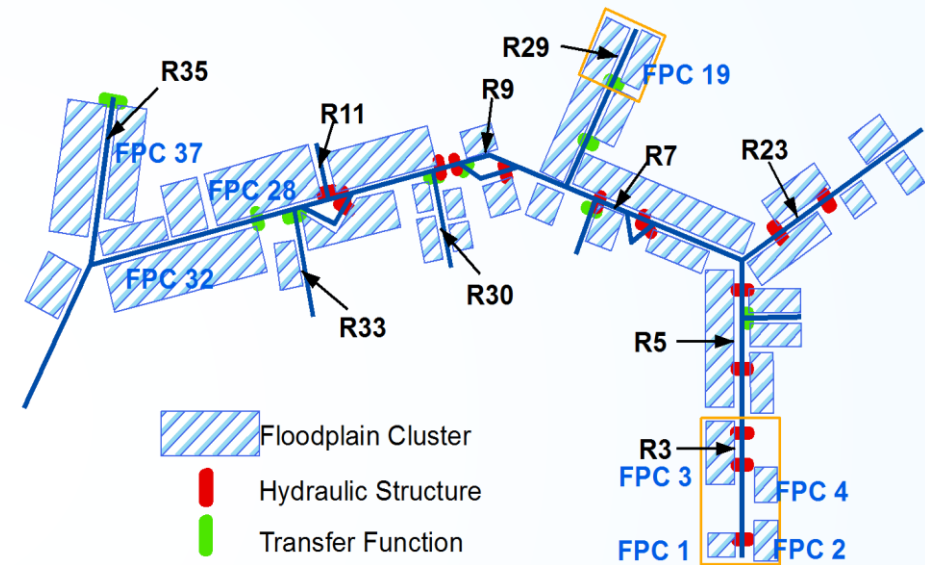 R29
FPC 19
R35
R9
R11
R7
R23
FPC 37
FPC 28
FPC 32
R30
R33
R5
Floodplain Cluster
R3
FPC 3
FPC 4
Hydraulic Structure
Transfer Function
FPC 1
FPC 2